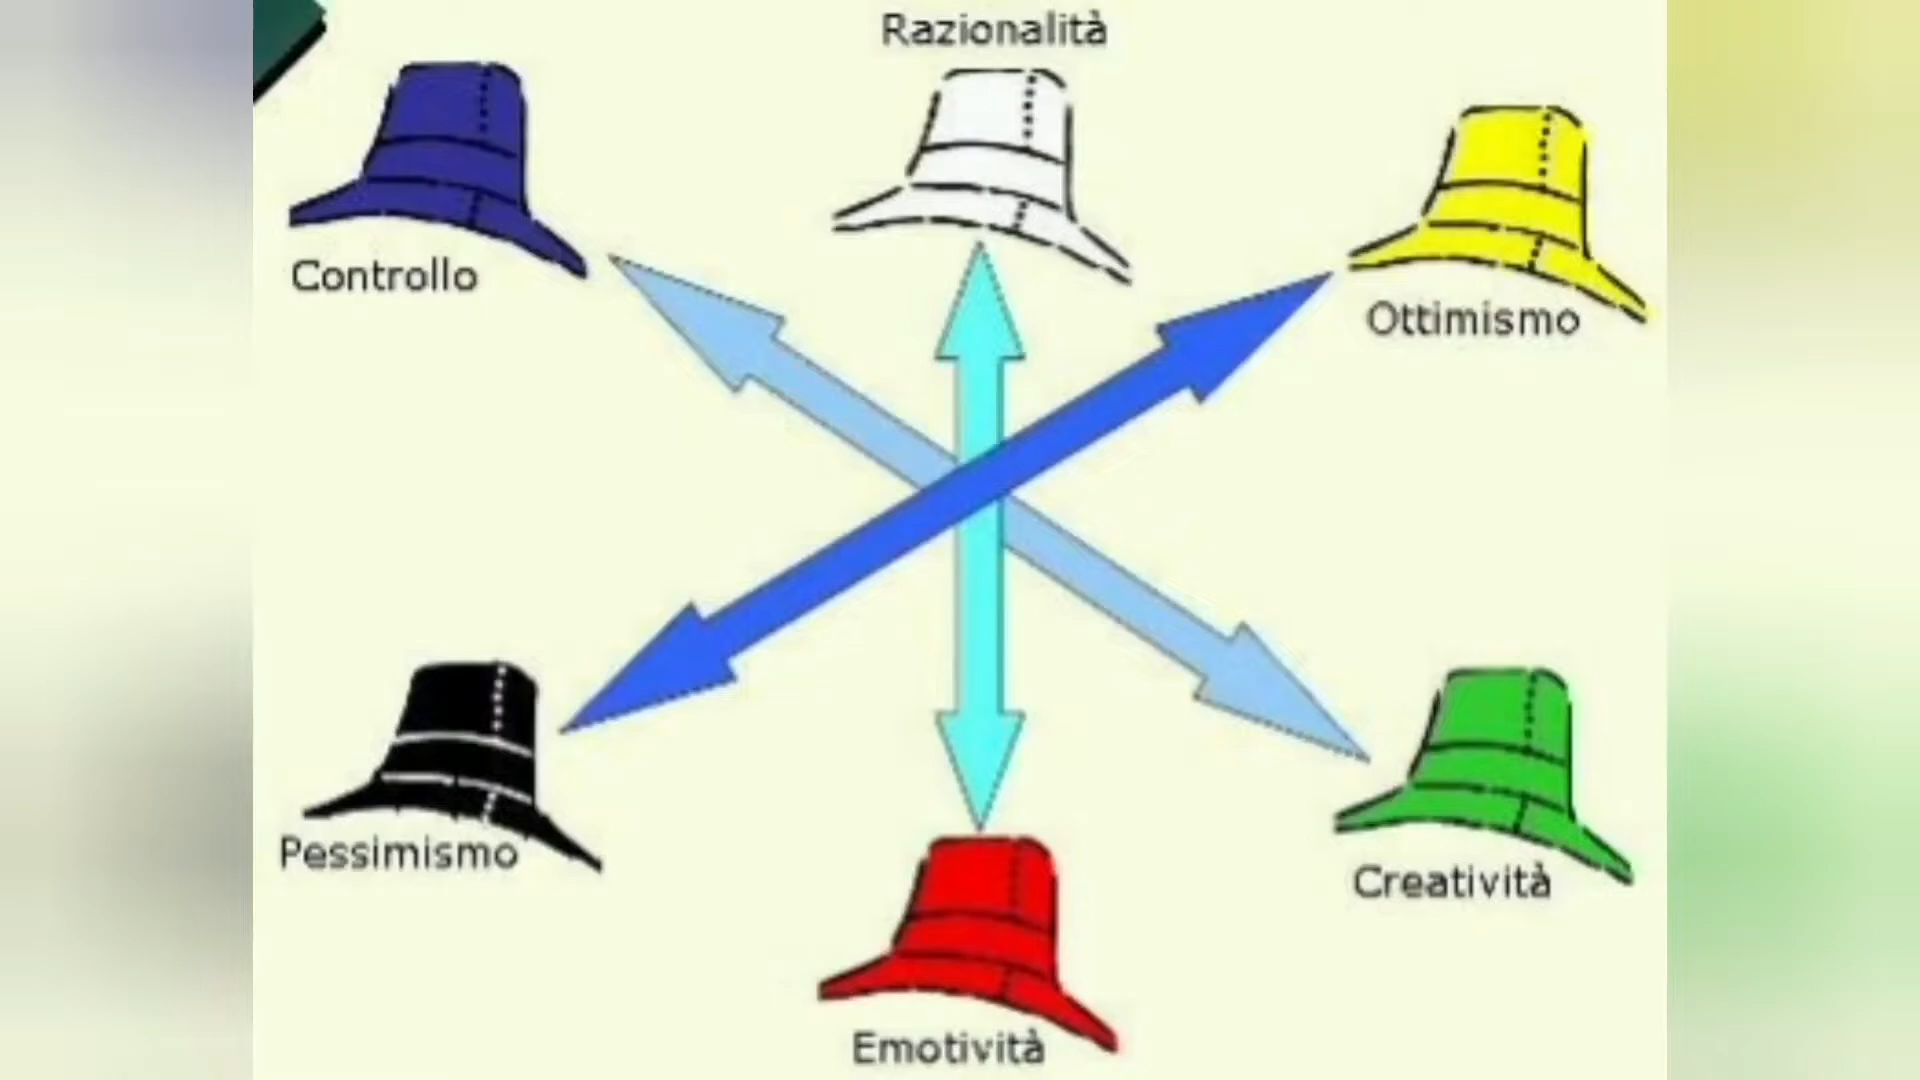 Razionalità
Controllo
Ottimismo
Pessimismo
Creatività
Emotività